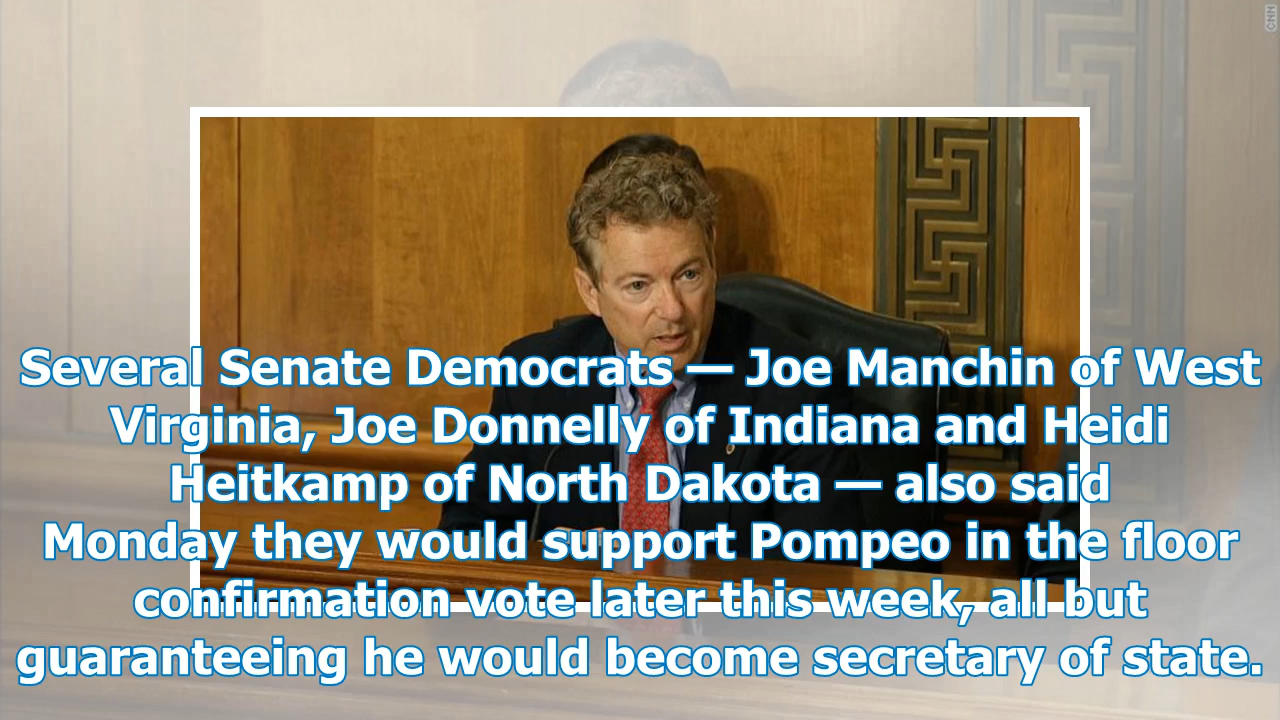 CNN
Several Senate Democrats — Joe Manchin of West
Virginia, Joe Donnelly of Indiana and Heidi
Heitkamp of North Dakota — also said
Monday they would support Pompeo in the floor
confirmation vote later this week, all but
guaranteeing he would become secretary of state.